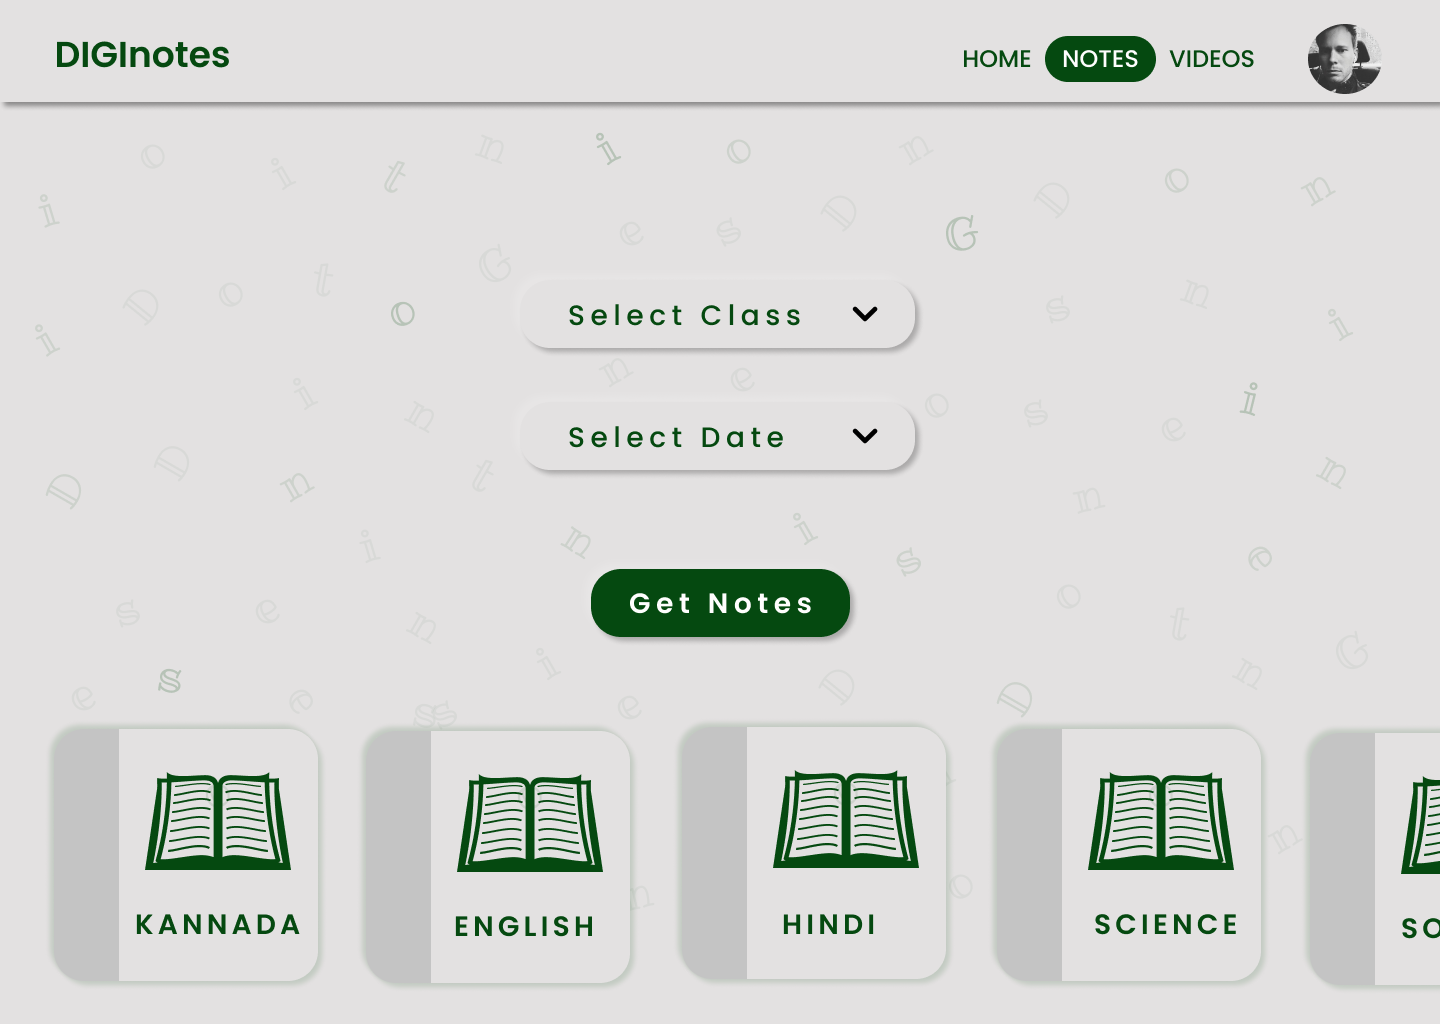 DIGInotes
HOME NOTES VIDEOS
Select Class
Select Date
Get Notes
KANNADA
ENGLISH
HINDI
SCIENCE
SO